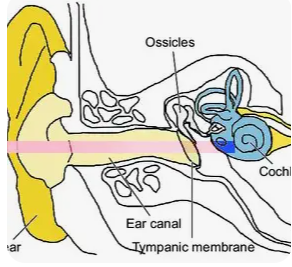 Ossicles
Cochl
Ear canal
ear
Tympanic membrane